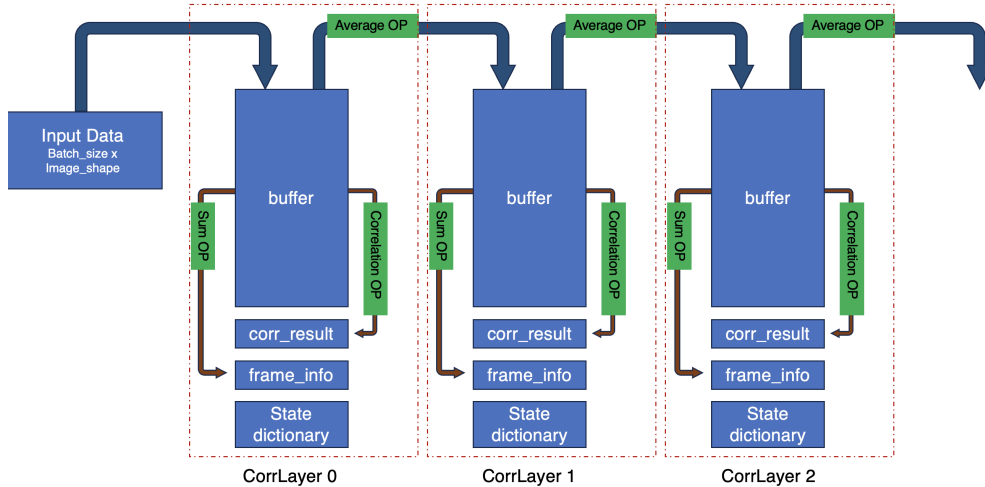 Average OP
Average OP
Average OP
Input Data
Batch_size x
Image_shape
buffer
Sum OP
Correlation OP
corr_result
frame_info
State
dictionary
CorrLayer 0
buffer
Sum OP
Correlation OP
corr_result
frame_info
State
dictionary
CorrLayer 1
buffer
Sum OP
Correlation OP
corr_result
frame_info
State
dictionary
CorrLayer 2